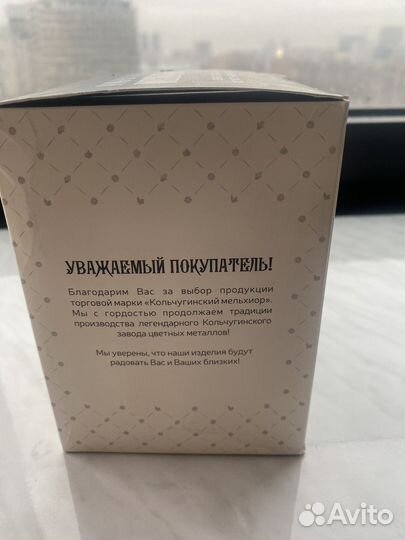 УВАЖАЕМЫЙ ПОКУПАТЕЛЬ!
Благодарим Вас за выбор продукции
торговой марки «Кольчугинский мельхиор».
Мы с гордостью продолжаем традиции
производства легендарного Кольчугинского
завода цветных металлов!
Мы уверены, что наши изделия будут
радовать Вас и Ваших близких!
Avito